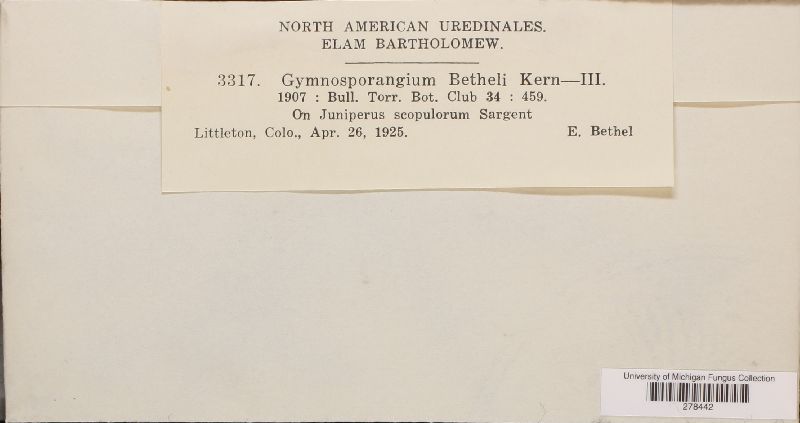 NORTH AMERICAN UREDINALES.
ELAM BARTHOLOMEW.
3317. Gymnosporangium Betheli Kern—III.
1907 : Bull. Torr. Bot. Club 34 : 459.
On Juniperus scopulorum Sargent
Littleton, Colo., Apr. 26, 1925. E. Bethel
University of Michigan Fungus Collection
278442